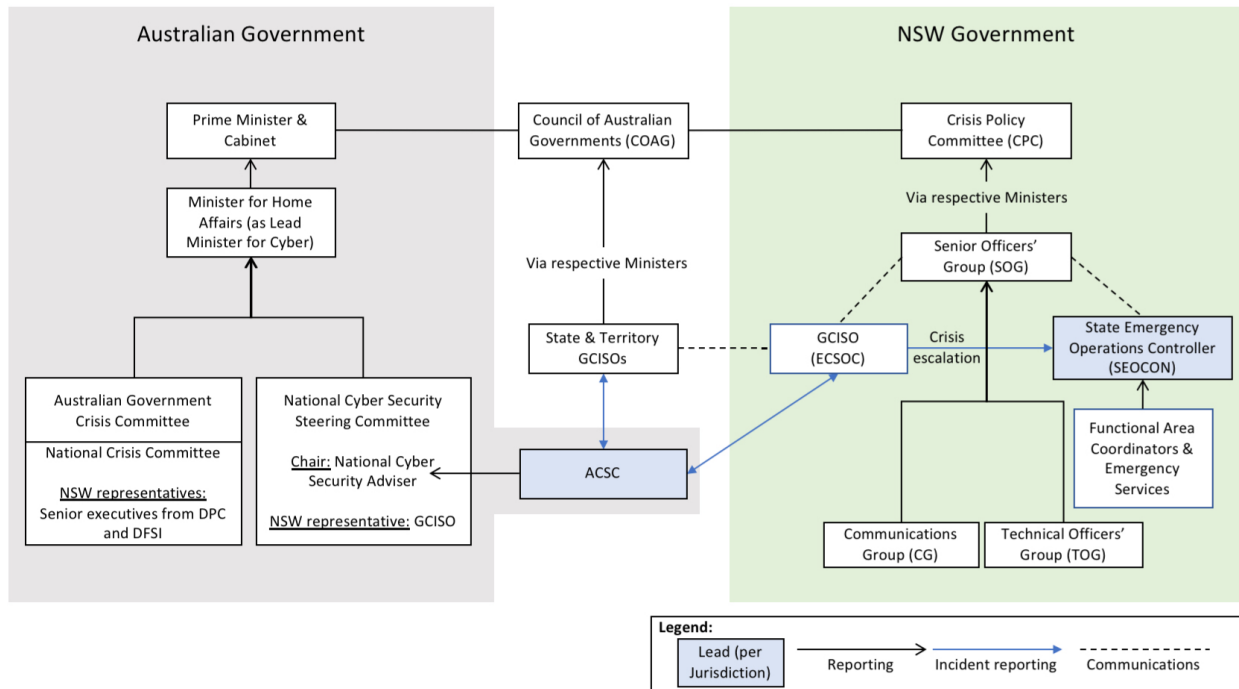 Australian Government
NSW Government
Prime Minister &
Cabinet
Council of Australian
Governments (COAG)
Crisis Policy
Committee (CPC)
Minister for Home
Affairs (as Lead
Minister for Cyber)
Via respective Ministers
Senior Officers'
Group (SOG)
Via respective Ministers
State & Territory
GCISOs
GCISO
(ECSOC)
Crisis
escalation
State Emergency
Operations Controller
(SEOCON)
Australian Government
Crisis Committee
National Crisis Committee
NSW representatives:
Senior executives from DPC
and DFSI
National Cyber Security
Steering Committee
Chair: National Cyber
Security Adviser
NSW representative: GCISO
ACSC
Functional Area
Coordinators &
Emergency
Services
Communications
Group (CG)
Technical Officers'
Group (TOG)
Legend:
Lead (per
Jurisdiction)
Reporting
Incident reporting
Communications